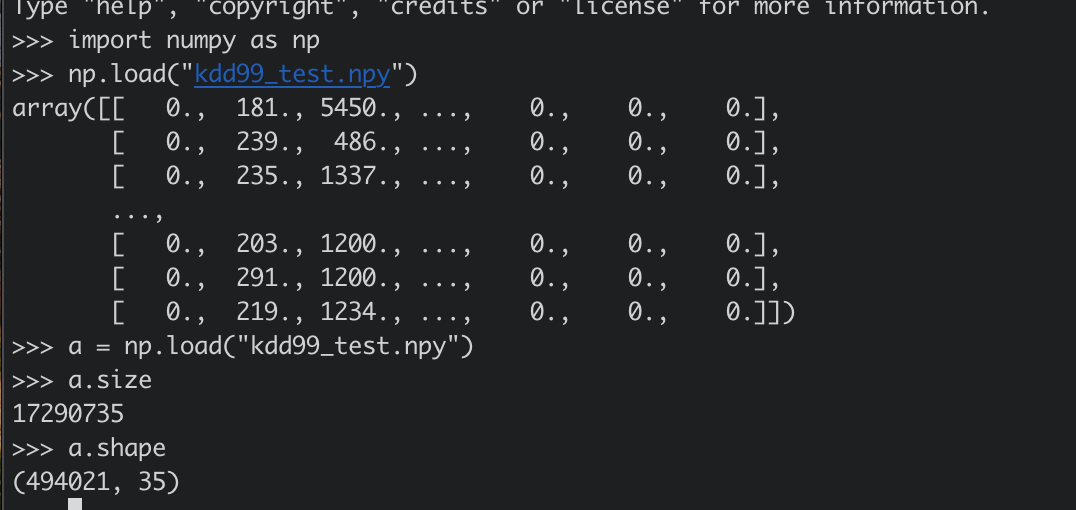 Type "help", "copyright", "credits" or "license" for more information.
>>> import numpy as np
>>> np.load("kdd99_test.npy")
array([[   0.,  181., 5450., ...,    0.,    0.,    0.],
       [   0.,  239.,  486., ...,    0.,    0.,    0.],
       [   0.,  235., 1337., ...,    0.,    0.,    0.],
       ...,
       [   0.,  203., 1200., ...,    0.,    0.,    0.],
       [   0.,  291., 1200., ...,    0.,    0.,    0.],
       [   0.,  219., 1234., ...,    0.,    0.,    0.]])
>>> a = np.load("kdd99_test.npy")
>>> a.size
17290735
>>> a.shape
(494021, 35)